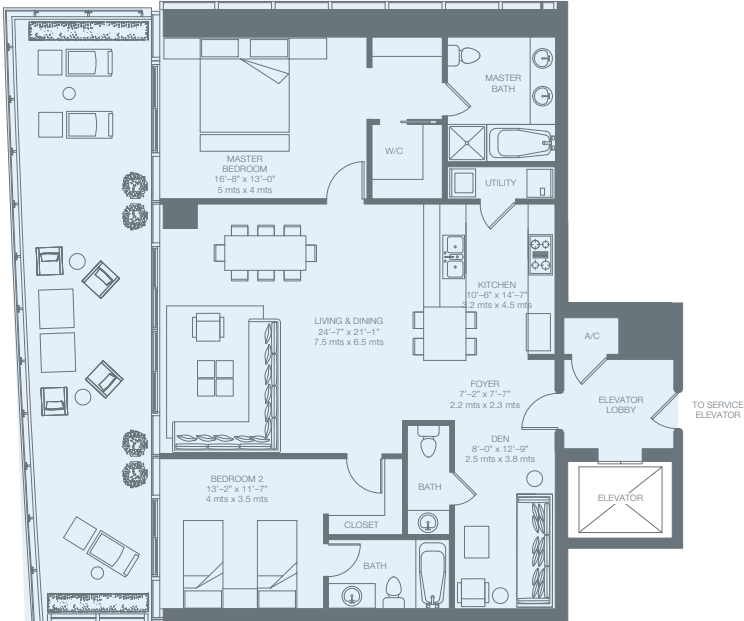 MASTER
BATH
MASTER
BEDROOM
16'-8" x 13'-0"
5 mts x 4 mts
W/C
UTILITY
KITCHEN
10'-6" x 14'-7"
3.2 mts x 4.5 mts
LIVING & DINING
24'-7" x 21'-1"
7.5 mts x 6.5 mts
A/C
FOYER
7'-2" x 7'-7"
2.2 mts x 2.3 mts
ELEVATOR
LOBBY
TO SERVICE
ELEVATOR
DEN
8'-0" x 12'-9"
2.5 mts x 3.8 mts
BEDROOM 2
13'-2" x 11'-7"
4 mts x 3.5 mts
BATH
ELEVATOR
CLOSET
BATH